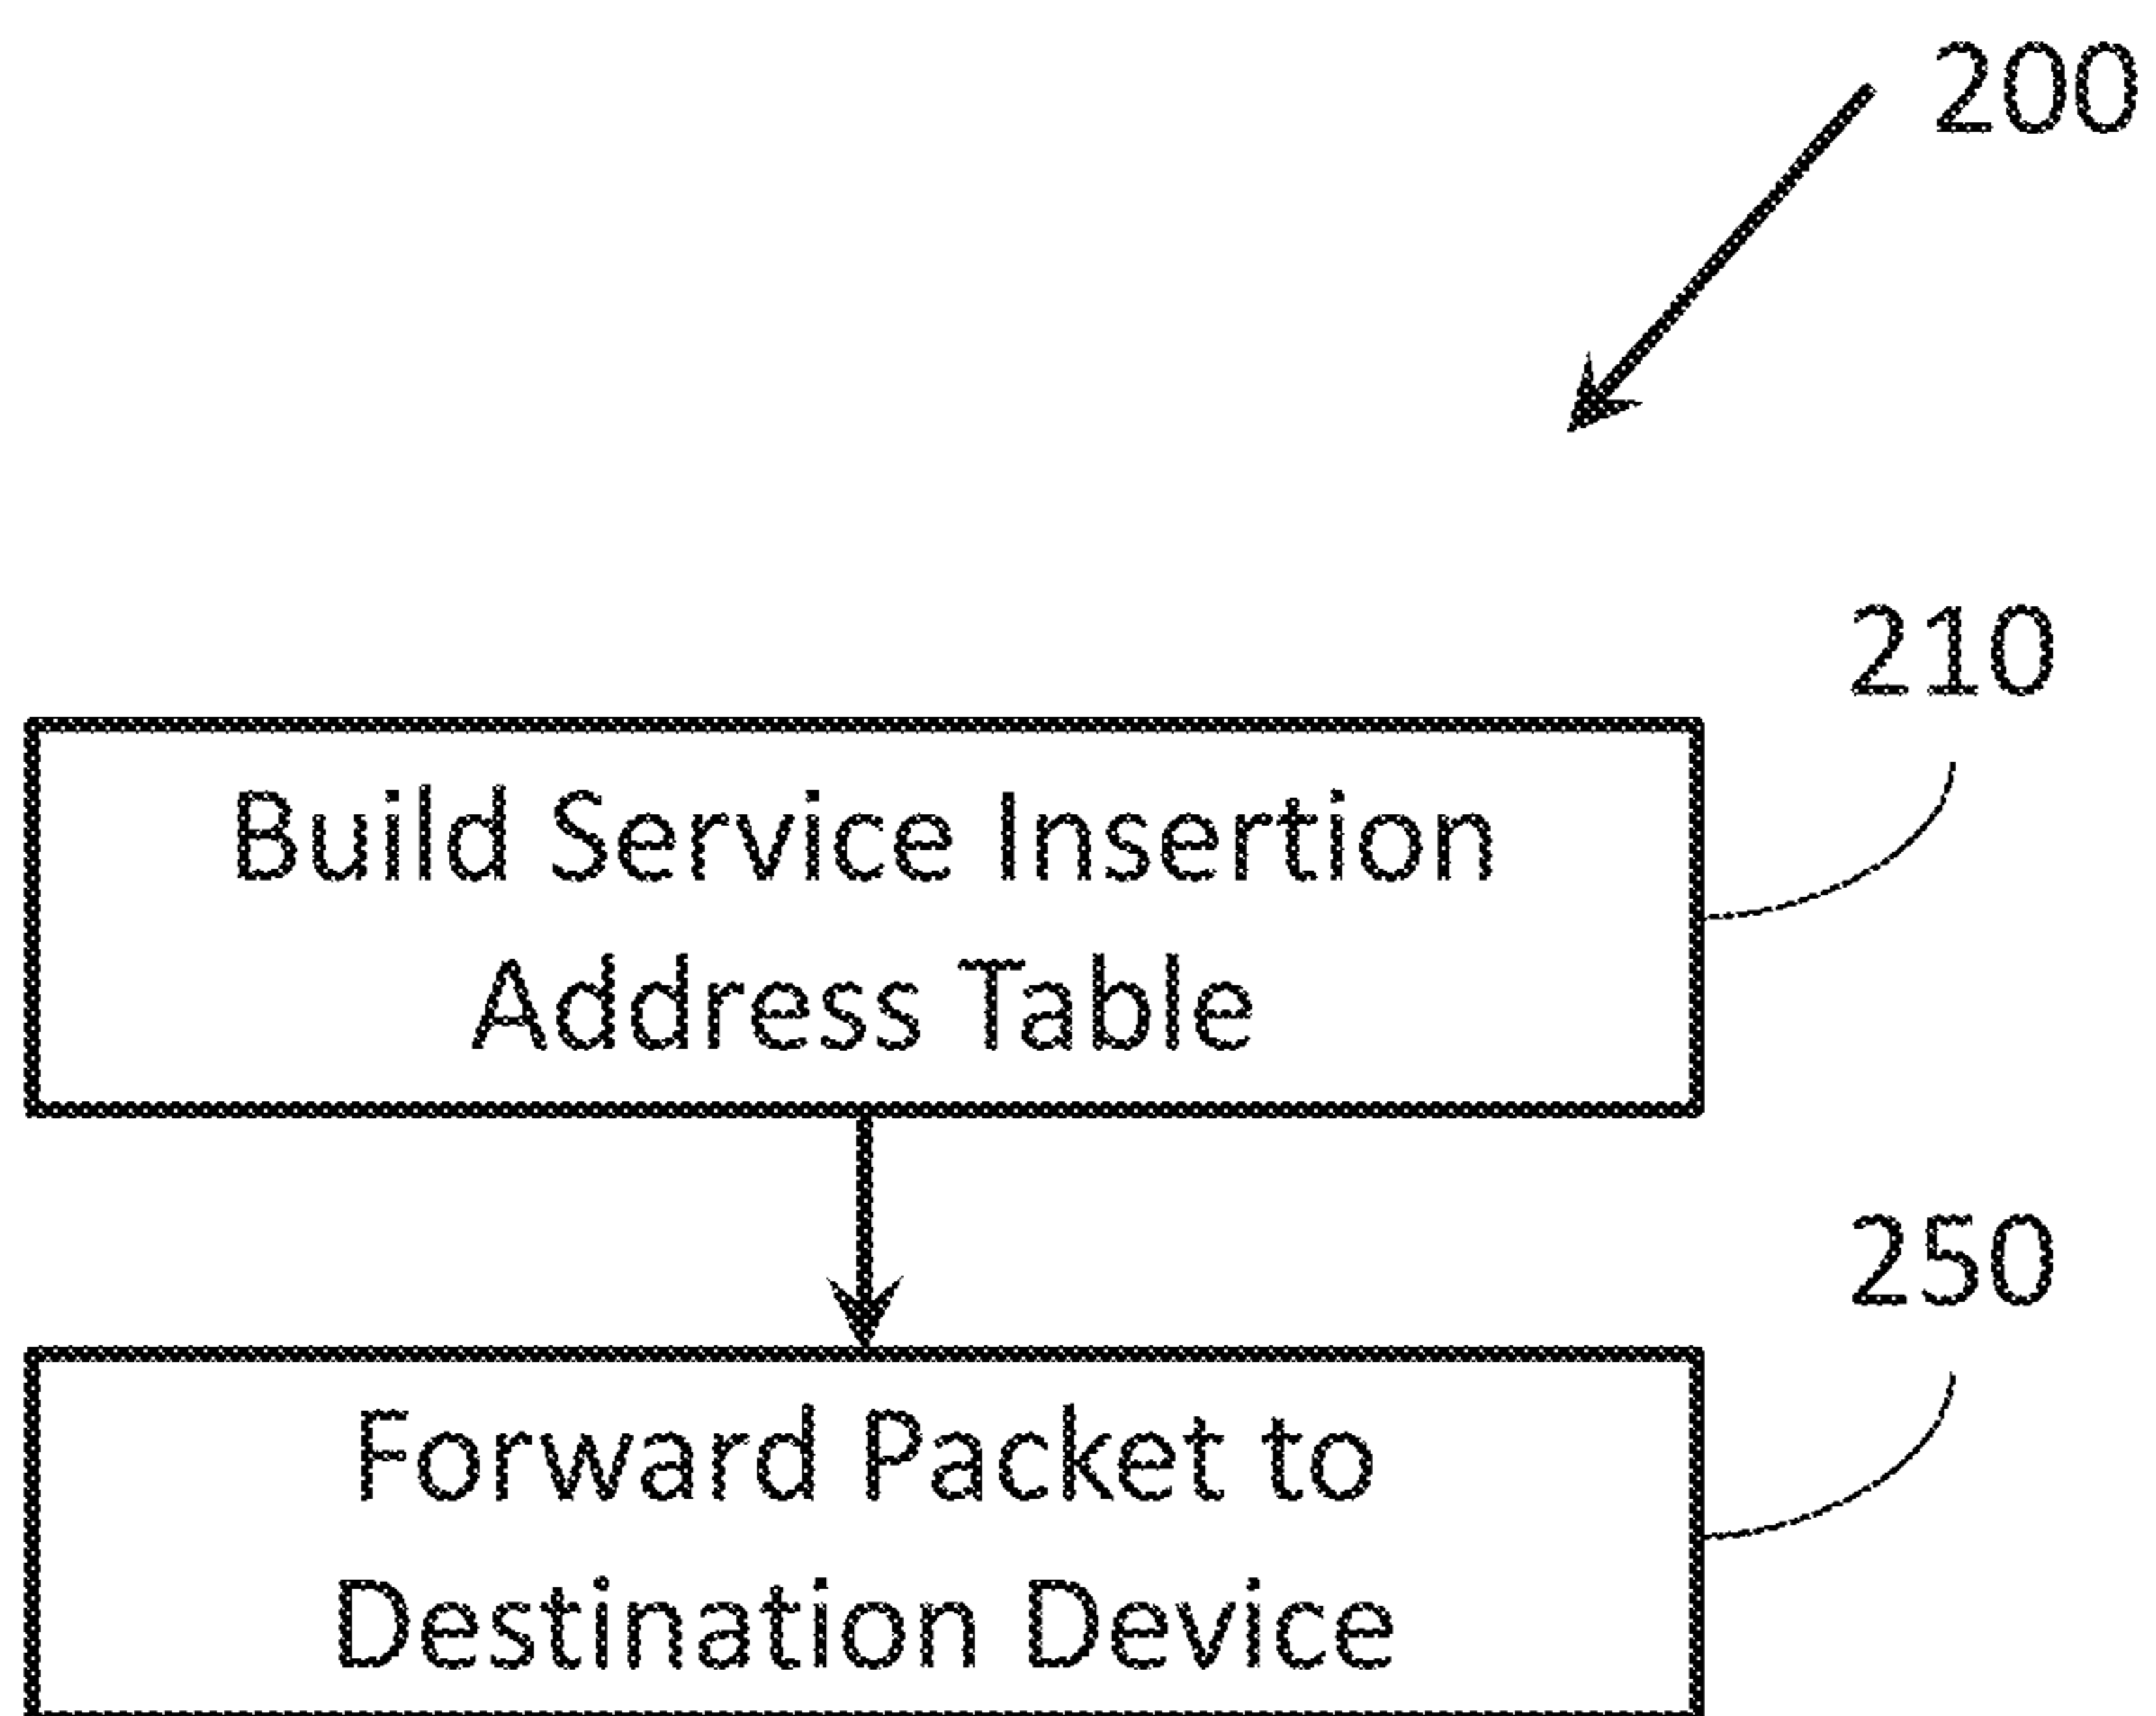 200
210
Build Service Insertion
Address Table
250
Forward Packet to
Destination Device